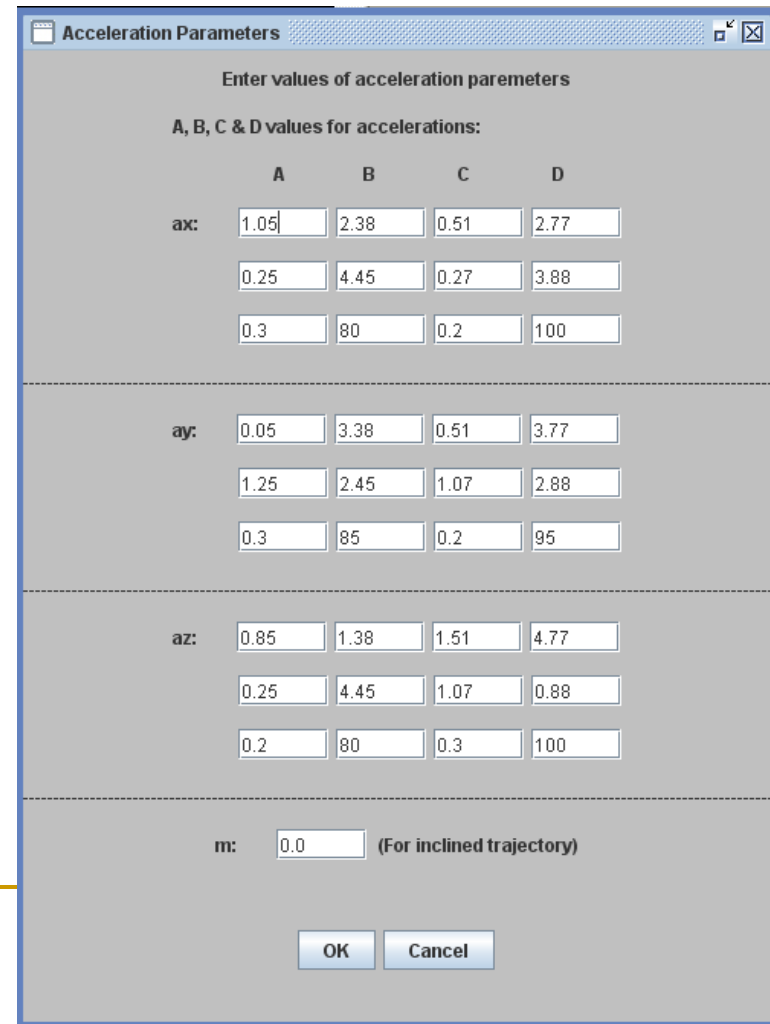 Acceleration Parameters
Enter values of acceleration paremeters
A, B, C & D values for accelerations:
A B C D
ax: 1.05 2.38 0.51 2.77
0.25 4.45 0.27 3.88
0.3 80 0.2 100
ay: 0.05 3.38 0.51 3.77
1.25 2.45 1.07 2.88
0.3 85 0.2 95
az: 0.85 1.38 1.51 4.77
0.25 4.45 1.07 0.88
0.2 80 0.3 100
m: 0.0 (For inclined trajectory)
OK Cancel